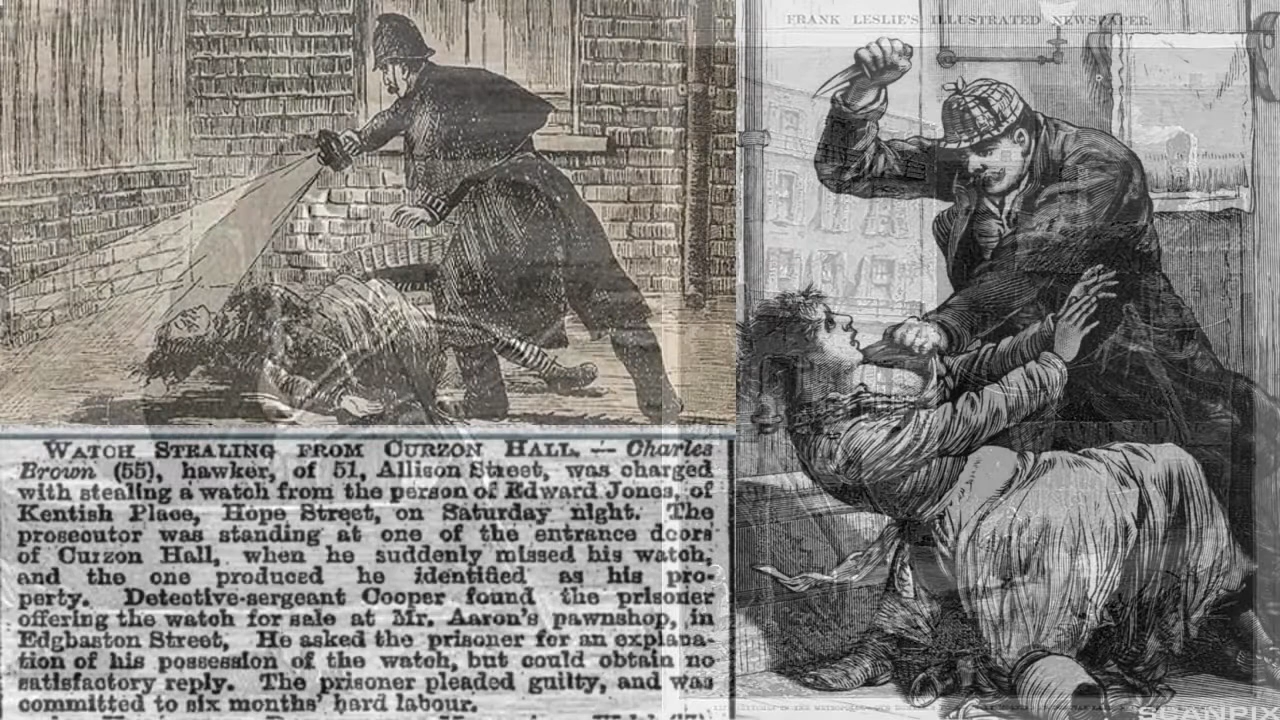 FRANK LESLIE'S ILLUSTRATED NEWSPAPER.
WATCH STEALING FROM CURZON HALL. — Charles
Brown (55), hawker, of 51, Allison Street, was charged
with stealing a watch from the person of Edward Jones, of
Kentish Place, Hope Street, on Saturday night. The
prosecutor was standing at one of the entrance doors
of Curzon Hall, when he suddenly missed his watch,
and the one produced he identified as his pro-
perty. Detective-sergeant Cooper found the prisoner
offering the watch for sale at Mr. Aaron's pawnshop, in
Edgbaston Street, He asked the prisoner for an explana-
tion of his possession of the watch, but could obtain no
satisfactory reply. The prisoner pleaded guilty, and was
committed to six months' hard labour.